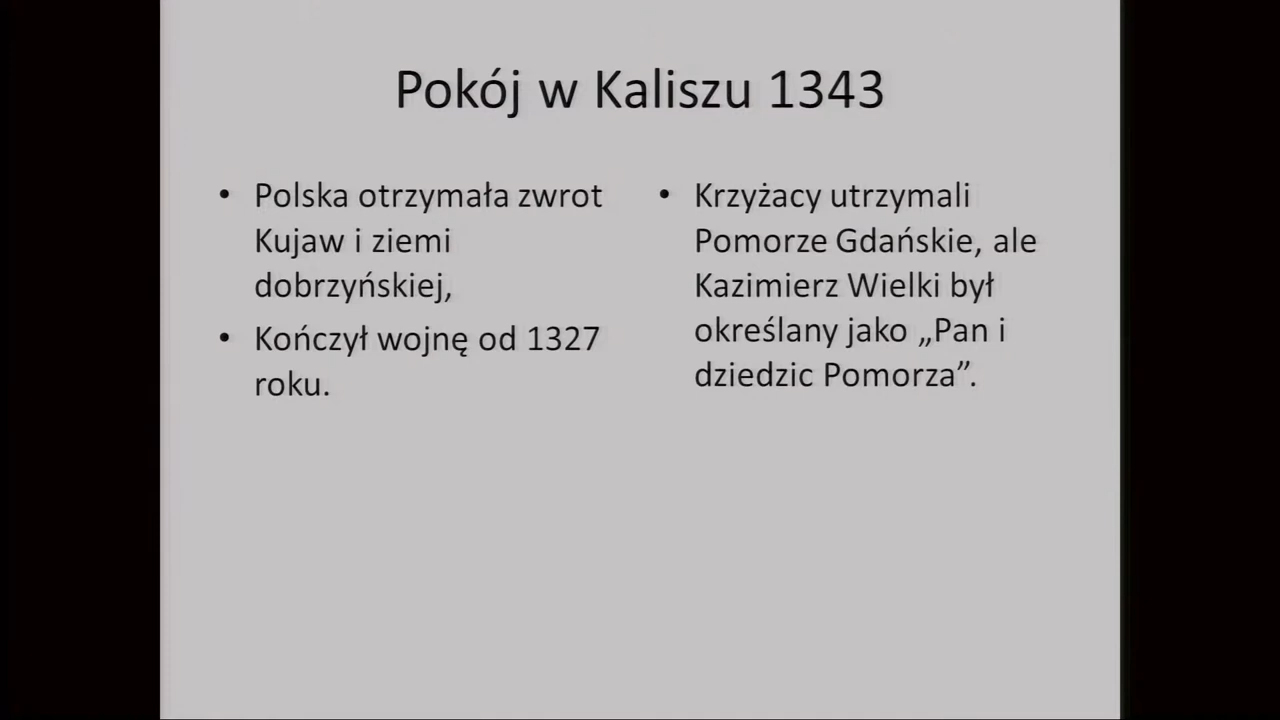 Pokój w Kaliszu 1343
• Polska otrzymała zwrot
Kujaw i ziemi
dobrzyńskiej,
• Kończył wojnę od 1327
roku.
• Krzyżacy utrzymali
Pomorze Gdańskie, ale
Kazimierz Wielki był
określany jako „Pan i
dziedzic Pomorza”.